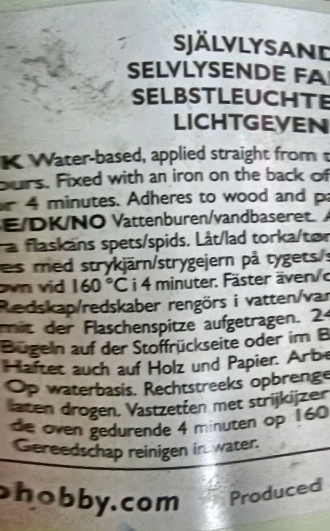 SJÄLVLYSAND
SELVLYSENDE FA
SELBSTLEUCHTE
LICHTGEVEN
K Water-based, applied straight from t
ours. Fixed with an iron on the back of
or 4 minutes. Adheres to wood and pa
SE/DK/NO Vattenburen/vandbaseret. A
ra flaskans spets/spids. Låt/lad torka/tør
es med strykjärn/strygejern på tygets/s
ovn vid 160 °C i 4 minuter. Fäster även/
Redskap/redskaber rengörs i vatten/van
mit der Flaschenspitze aufgetragen. 24
Bügeln auf der Stoffrückseite oder im B
Haftet auch auf Holz und Papier. Arbe
Op waterbasis. Rechtstreeks opbrenge
laten drogen. Vastzetten met strijkijzer
de oven gedurende 4 minuten op 160
Gereedschap reinigen in water.
ohobby.com Produced